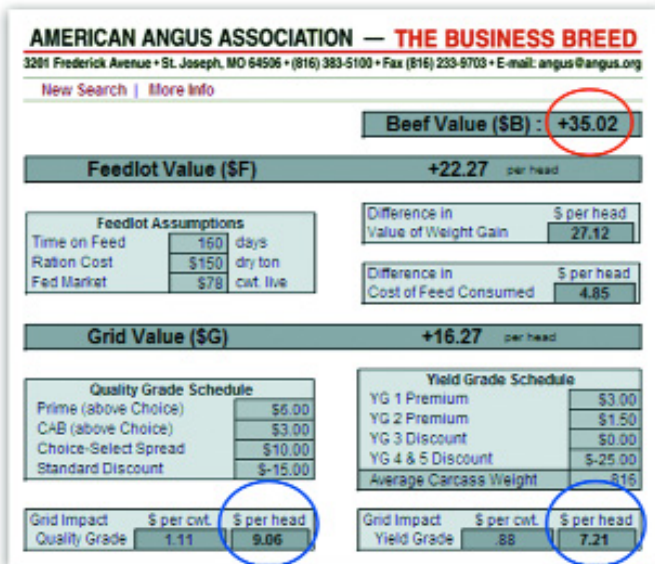 AMERICAN ANGUS ASSOCIATION — THE BUSINESS BREED
3201 Frederick Avenue • St. Joseph, MO 64506 • (816) 383-5100 • Fax (816) 233-9703 • E-mail: angus@angus.org
New Search | More Info
Beef Value ($B) : +35.02
Feedlot Value ($F) +22.27 per head
Feedlot Assumptions
Time on Feed 160 days
Ration Cost $150 dry ton
Fed Market $78 cwt. live
Difference in $ per head
Value of Weight Gain 27.12
Difference in $ per head
Cost of Feed Consumed 4.85
Grid Value ($G) +16.27 per head
Quality Grade Schedule
Prime (above Choice) $6.00
CAB (above Choice) $3.00
Choice-Select Spread $10.00
Standard Discount $-15.00
Yield Grade Schedule
YG 1 Premium $3.00
YG 2 Premium $1.50
YG 3 Discount $0.00
YG 4 & 5 Discount $-25.00
Average Carcass Weight 816
Grid Impact $ per cwt. $ per head
Quality Grade 1.11 9.06
Grid Impact $ per cwt. $ per head
Yield Grade .88 7.21